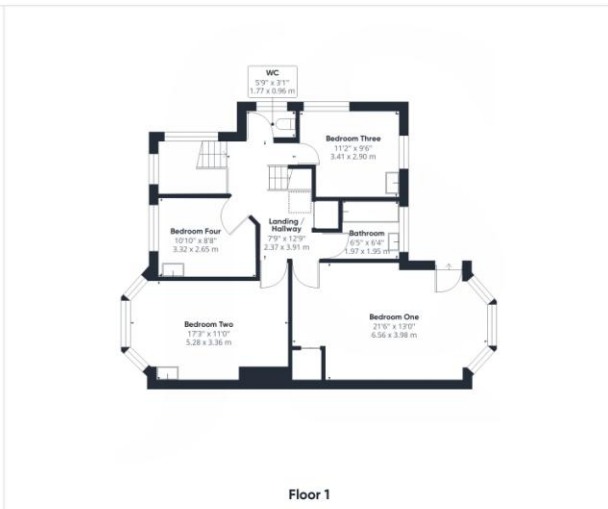 WC
5'9" x 3'1"
1.77 x 0.96 m
Bedroom Three
11'2" x 9'6"
3.41 x 2.90 m
Bedroom Four
10'10" x 8'8"
3.32 x 2.65 m
Landing /
Hallway
7'9" x 12'9"
2.37 x 3.91 m
Bathroom
6'5" x 6'4"
1.97 x 1.95 m
Bedroom Two
17'3" x 11'0"
5.28 x 3.36 m
Bedroom One
21'6" x 13'0"
6.56 x 3.98 m
Floor 1